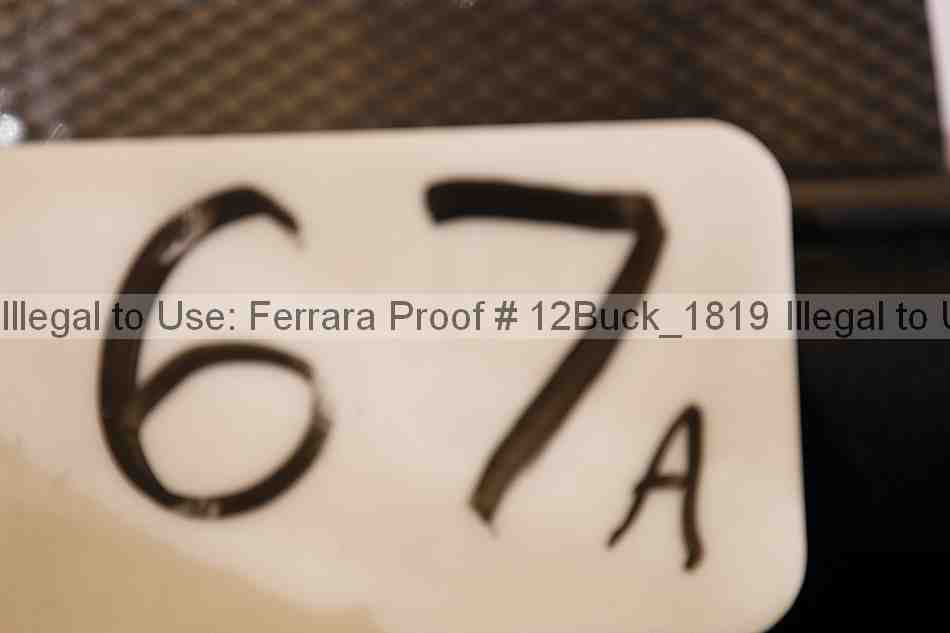 67A
Illegal to Use: Ferrara Proof # 12Buck_1819 Illegal to U